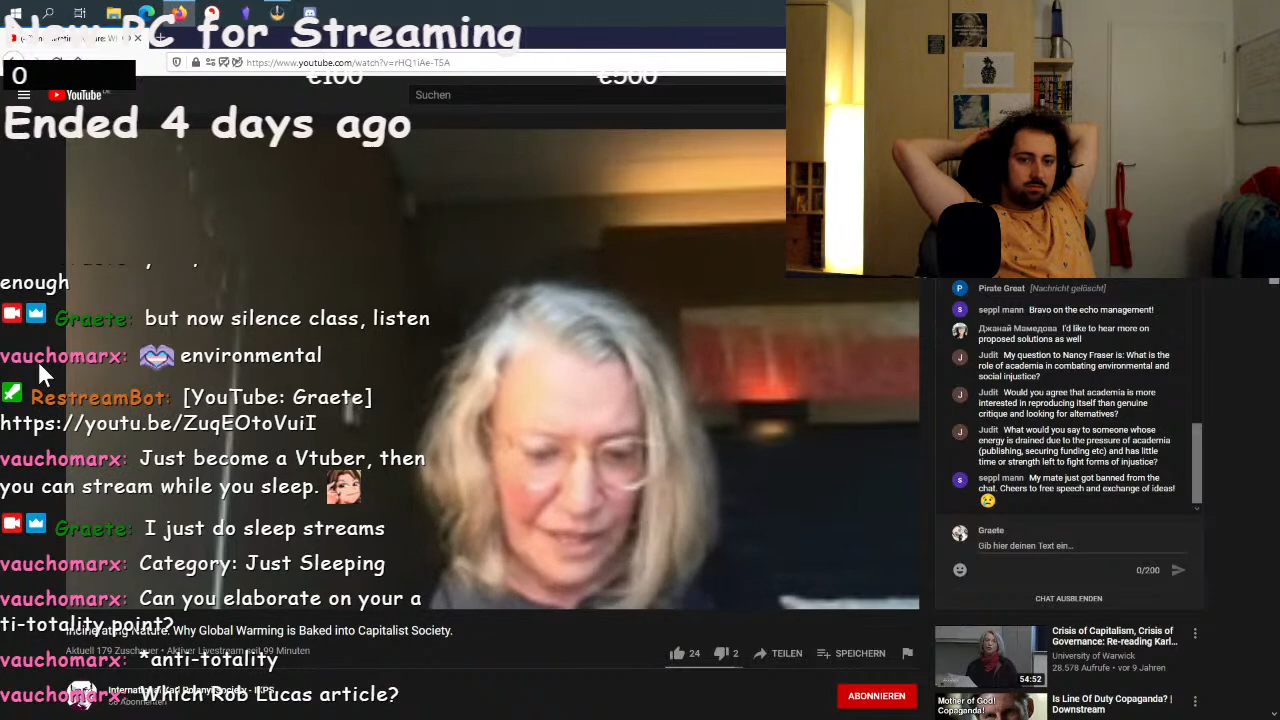 New PC for Streaming
https://www.youtube.com/watch?v=rHQ1iAe-T5A
0
€100
€500
YouTube
Suchen
Ended 4 days ago
enough
Graete: but now silence class, listen
vauchomarx: environmental
RestreamBot: [YouTube: Graete]
https://youtu.be/ZuqEOtoVuiI
vauchomarx: Just become a Vtuber, then
you can stream while you sleep.
Graete: I just do sleep streams
vauchomarx: Category: Just Sleeping
vauchomarx: Can you elaborate on your a
ti-totality point?
vauchomarx: *anti-totality
vauchomarx: Which Rob Lucas article?
Incinerating Nature. Why Global Warming is Baked into Capitalist Society.
Aktuell 179 Zuschauer • Aktiver Livestream seit 99 Minuten
24
2
TEILEN
SPEICHERN
ABONNIEREN
Pirate Great [Nachricht gelöscht]
seppl mann Bravo on the echo management!
Джанай Мамедова I'd like to hear more on
proposed solutions as well
Judit My question to Nancy Fraser is: What is the
role of academia in combating environmental and
social injustice?
Judit Would you agree that academia is more
interested in reproducing itself than genuine
critique and looking for alternatives?
Judit What would you say to someone whose
energy is drained due to the pressure of academia
(publishing, securing funding etc) and has little
time or strength left to fight forms of injustice?
seppl mann My mate just got banned from the
chat. Cheers to free speech and exchange of ideas!
Graete
Gib hier deinen Text ein...
0/200
CHAT AUSBLENDEN
Crisis of Capitalism, Crisis of
Governance: Re-reading Karl...
University of Warwick
28.578 Aufrufe • vor 9 Jahren
54:52
Mother of God!
Copaganda!
Is Line Of Duty Copaganda? |
Downstream